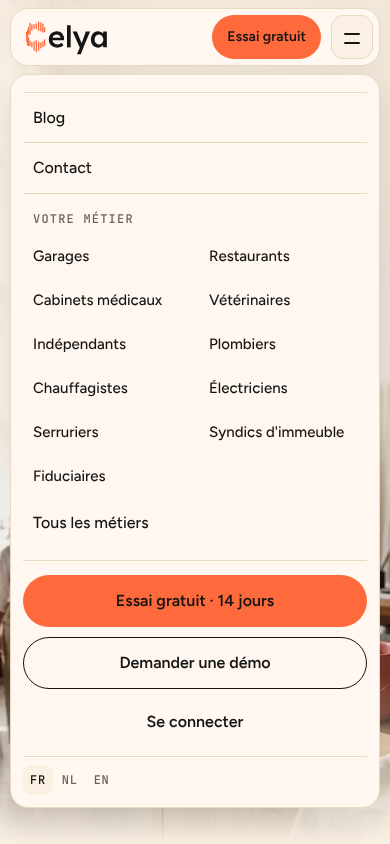 Celya
Essai gratuit
Blog
Contact
VOTRE MÉTIER
Garages
Restaurants
Cabinets médicaux
Vétérinaires
Indépendants
Plombiers
Chauffagistes
Électriciens
Serruriers
Syndics d'immeuble
Fiduciaires
Tous les métiers
Essai gratuit · 14 jours
Demander une démo
Se connecter
FR NL EN